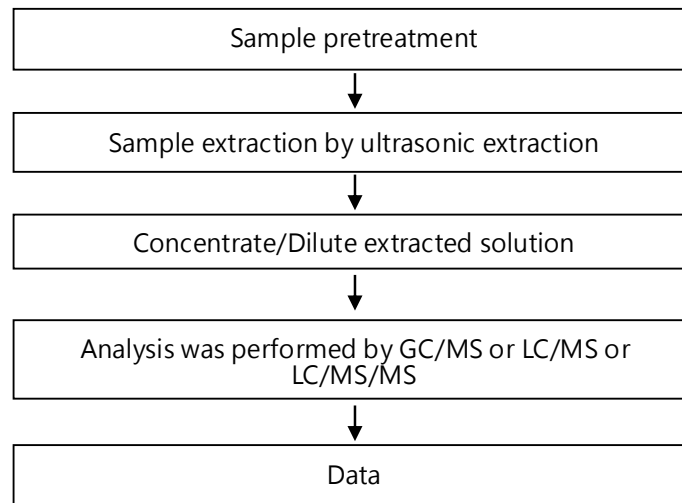 Sample pretreatment
Sample extraction by ultrasonic extraction
Concentrate/Dilute extracted solution
Analysis was performed by GC/MS or LC/MS or
LC/MS/MS
Data